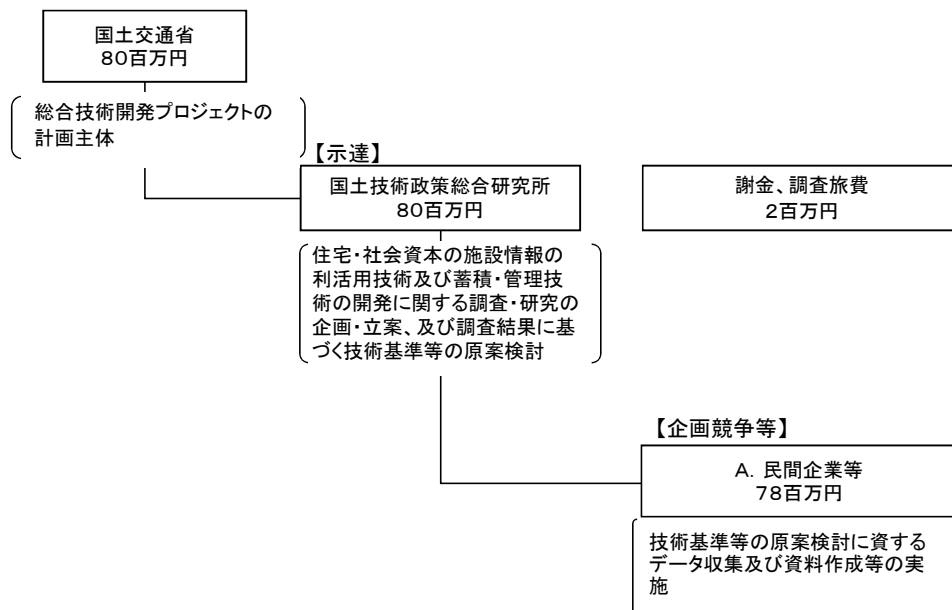 国土交通省
80百万円
総合技術開発プロジェクトの
計画主体
【示達】
国土技術政策総合研究所
80百万円
謝金、調査旅費
2百万円
住宅・社会資本の施設情報の
利活用技術及び蓄積・管理技
術の開発に関する調査・研究の
企画・立案、及び調査結果に基
づく技術基準等の原案検討
【企画競争等】
A. 民間企業等
78百万円
技術基準等の原案検討に資する
データ収集及び資料作成等の実
施